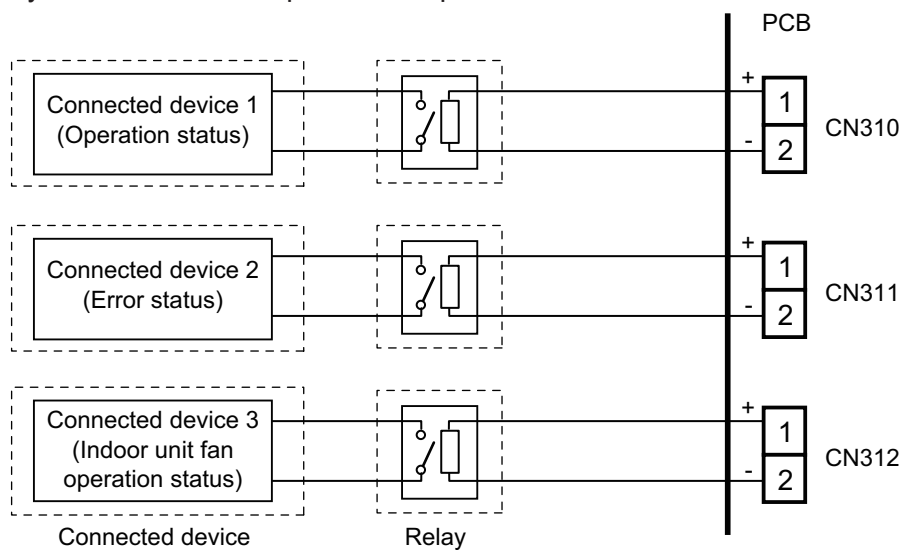 PCB
Connected device 1
(Operation status)
+
1
-
2
CN310
Connected device 2
(Error status)
+
1
-
2
CN311
Connected device 3
(Indoor unit fan
operation status)
+
1
-
2
CN312
Connected device
Relay